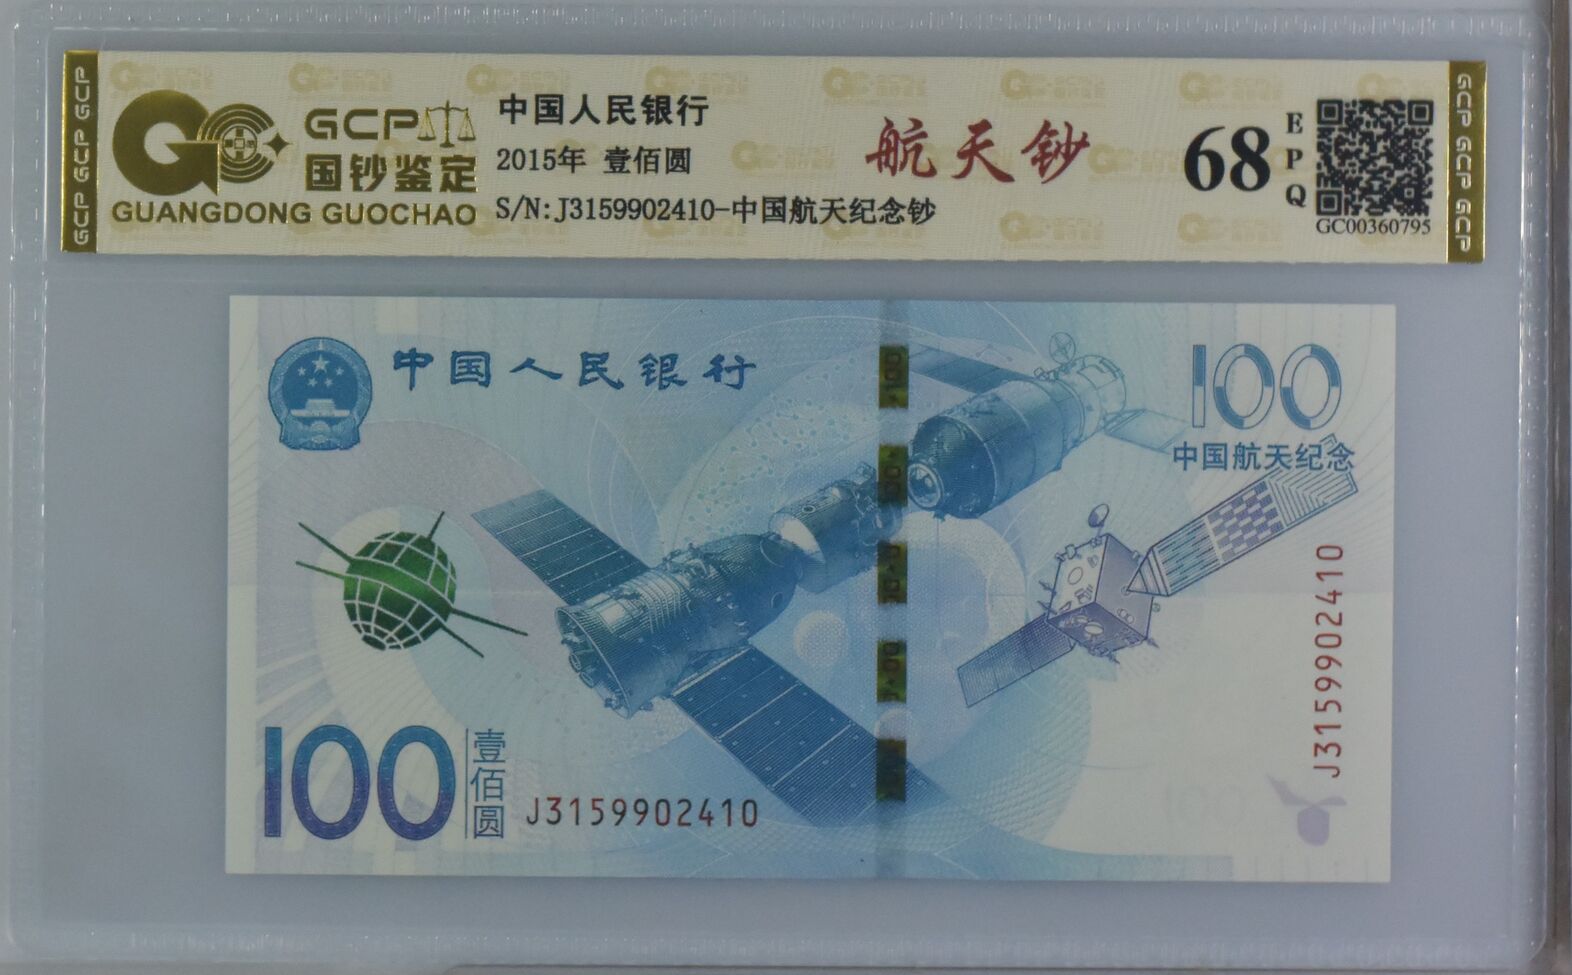 GCP
国钞鉴定
GUANGDONG GUOCHAO
中国人民银行
2015年 壹佰圆
S/N:J3159902410-中国航天纪念钞
航天钞
68
EPQ
GC00360795
GCP GCP GCP
GCP GCP GCP
中国人民银行
100
中国航天纪念
J3159902410
100
壹佰圆
J3159902410